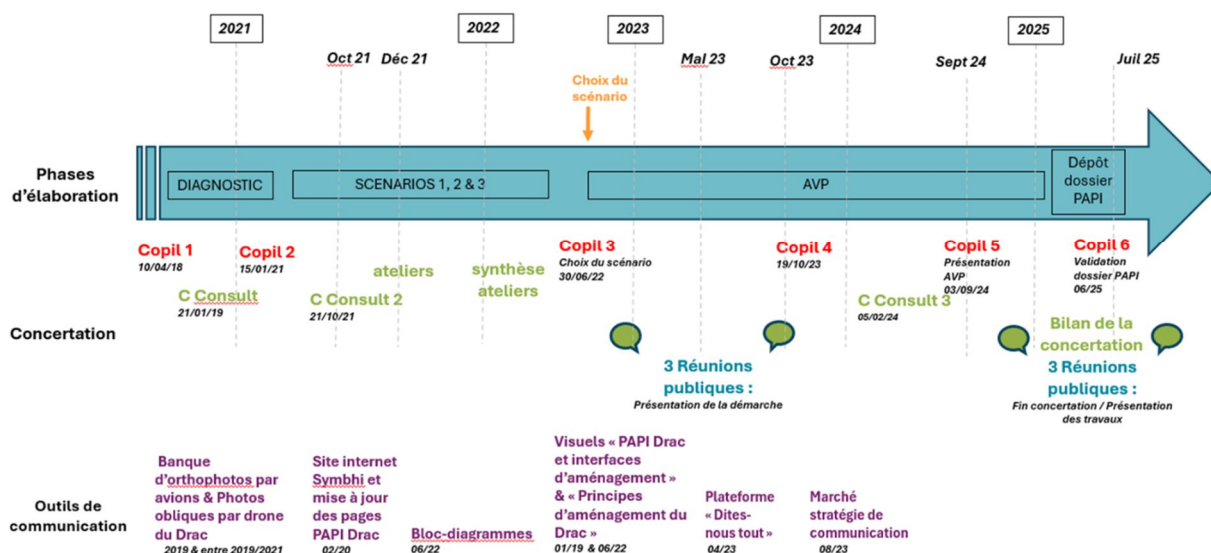 2021
2022
2023
2024
2025
Oct 21
Déc 21
Mai 23
Oct 23
Sept 24
Juil 25
Choix du
scénario
Phases
d’élaboration
DIAGNOSTIC
SCENARIOS 1, 2 & 3
AVP
Dépôt
dossier
PAPI
Concertation
Copil 1
10/04/18
Copil 2
15/01/21
C Consult
21/01/19
C Consult 2
21/10/21
ateliers
synthèse
ateliers
Copil 3
Choix du scénario
30/06/22
Copil 4
19/10/23
C Consult 3
05/02/24
Copil 5
Présentation
AVP
03/09/24
Copil 6
Validation
dossier PAPI
06/25
3 Réunions
publiques :
Présentation de la démarche
Bilan de la
concertation
3 Réunions
publiques :
Fin concertation / Présentation
des travaux
Outils de
communication
Banque
d’orthophotos par
avions & Photos
obliques par drone
du Drac
2019 & entre 2019/2021
Site internet
Symbhi et
mise à jour
des pages
PAPI Drac
02/20
Bloc-diagrammes
06/22
Visuels « PAPI Drac
et interfaces
d’aménagement »
& « Principes
d’aménagement du
Drac »
01/19 & 06/22
Plateforme
« Dites-
nous tout »
04/23
Marché
stratégie de
communication
08/23